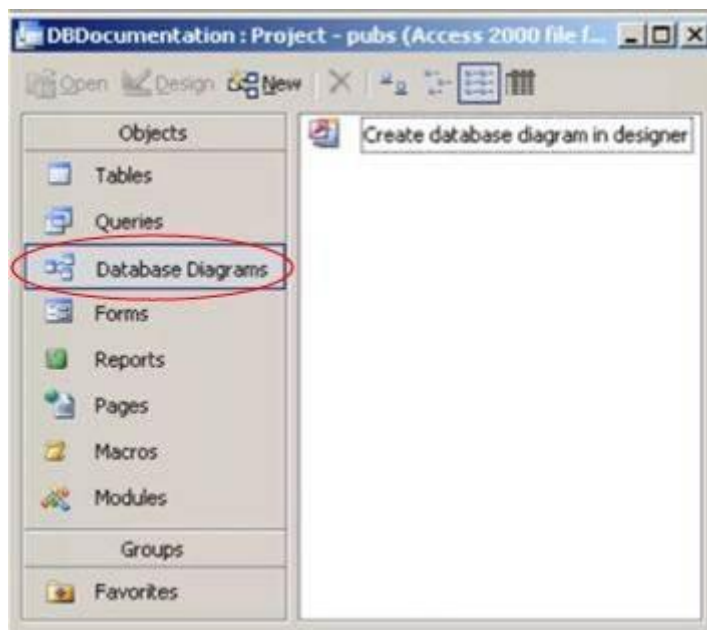 DBDocumentation : Project - pubs (Access 2000 file f...
Open Design New
Objects
Create database diagram in designer
Tables
Queries
Database Diagrams
Forms
Reports
Pages
Macros
Modules
Groups
Favorites